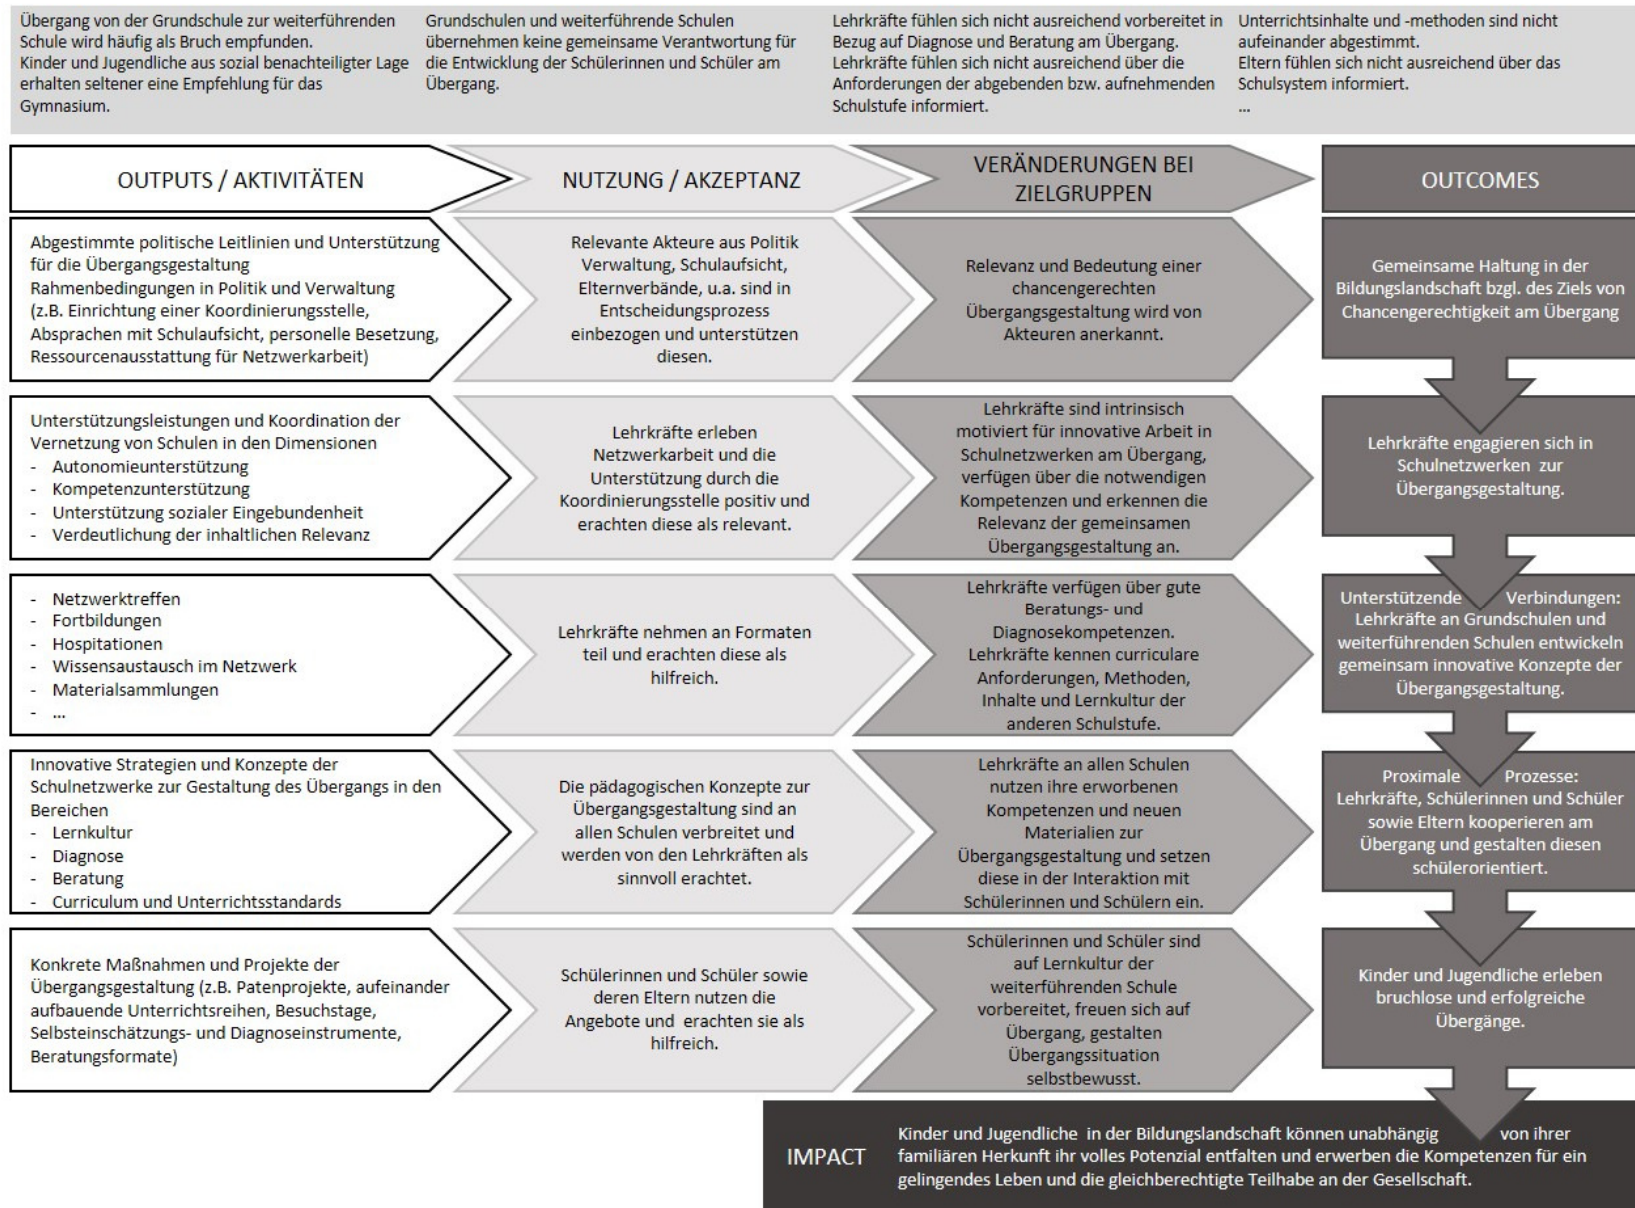 Übergang von der Grundschule zur weiterführenden
Schule wird häufig als Bruch empfunden.
Kinder und Jugendliche aus sozial benachteiligter Lage
erhalten seltener eine Empfehlung für das
Gymnasium.
Grundschulen und weiterführende Schulen
übernehmen keine gemeinsame Verantwortung für
die Entwicklung der Schülerinnen und Schüler am
Übergang.
Lehrkräfte fühlen sich nicht ausreichend vorbereitet in
Bezug auf Diagnose und Beratung am Übergang.
Lehrkräfte fühlen sich nicht ausreichend über die
Anforderungen der abgebenden bzw. aufnehmenden
Schulstufe informiert.
Unterrichtsinhalte und -methoden sind nicht
aufeinander abgestimmt.
Eltern fühlen sich nicht ausreichend über das
Schulsystem informiert.
...
OUTPUTS / AKTIVITÄTEN
NUTZUNG / AKZEPTANZ
VERÄNDERUNGEN BEI
ZIELGRUPPEN
OUTCOMES
Abgestimmte politische Leitlinien und Unterstützung
für die Übergangsgestaltung
Rahmenbedingungen in Politik und Verwaltung
(z.B. Einrichtung einer Koordinierungsstelle,
Absprachen mit Schulaufsicht, personelle Besetzung,
Ressourcenausstattung für Netzwerkarbeit)
Relevante Akteure aus Politik
Verwaltung, Schulaufsicht,
Elternverbände, u.a. sind in
Entscheidungsprozess
einbezogen und unterstützen
diesen.
Relevanz und Bedeutung einer
chancengerechten
Übergangsgestaltung wird von
Akteuren anerkannt.
Gemeinsame Haltung in der
Bildungslandschaft bzgl. des Ziels von
Chancengerechtigkeit am Übergang
Unterstützungsleistungen und Koordination der
Vernetzung von Schulen in den Dimensionen
- Autonomieunterstützung
- Kompetenzunterstützung
- Unterstützung sozialer Eingebundenheit
- Verdeutlichung der inhaltlichen Relevanz
Lehrkräfte erleben
Netzwerkarbeit und die
Unterstützung durch die
Koordinierungsstelle positiv und
erachten diese als relevant.
Lehrkräfte sind intrinsisch
motiviert für innovative Arbeit in
Schulnetzwerken am Übergang,
verfügen über die notwendigen
Kompetenzen und erkennen die
Relevanz der gemeinsamen
Übergangsgestaltung an.
Lehrkräfte engagieren sich in
Schulnetzwerken zur
Übergangsgestaltung.
- Netzwerktreffen
- Fortbildungen
- Hospitationen
- Wissensaustausch im Netzwerk
- Materialsammlungen
- ...
Lehrkräfte nehmen an Formaten
teil und erachten diese als
hilfreich.
Lehrkräfte verfügen über gute
Beratungs- und
Diagnosekompetenzen.
Lehrkräfte kennen curriculare
Anforderungen, Methoden,
Inhalte und Lernkultur der
anderen Schulstufe.
Unterstützende Verbindungen:
Lehrkräfte an Grundschulen und
weiterführenden Schulen entwickeln
gemeinsam innovative Konzepte der
Übergangsgestaltung.
Innovative Strategien und Konzepte der
Schulnetzwerke zur Gestaltung des Übergangs in den
Bereichen
- Lernkultur
- Diagnose
- Beratung
- Curriculum und Unterrichtsstandards
Die pädagogischen Konzepte zur
Übergangsgestaltung sind an
allen Schulen verbreitet und
werden von den Lehrkräften als
sinnvoll erachtet.
Lehrkräfte an allen Schulen
nutzen ihre erworbenen
Kompetenzen und neuen
Materialien zur
Übergangsgestaltung und setzen
diese in der Interaktion mit
Schülerinnen und Schülern ein.
Proximale Prozesse:
Lehrkräfte, Schülerinnen und Schüler
sowie Eltern kooperieren am
Übergang und gestalten diesen
schülerorientiert.
Konkrete Maßnahmen und Projekte der
Übergangsgestaltung (z.B. Patenprojekte, aufeinander
aufbauende Unterrichtsreihen, Besuchstage,
Selbsteinschätzungs- und Diagnoseinstrumente,
Beratungsformate)
Schülerinnen und Schüler sowie
deren Eltern nutzen die
Angebote und erachten sie als
hilfreich.
Schülerinnen und Schüler sind
auf Lernkultur der
weiterführenden Schule
vorbereitet, freuen sich auf
Übergang, gestalten
Übergangssituation
selbstbewusst.
Kinder und Jugendliche erleben
bruchlose und erfolgreiche
Übergänge.
IMPACT
Kinder und Jugendliche in der Bildungslandschaft können unabhängig von ihrer
familiären Herkunft ihr volles Potenzial entfalten und erwerben die Kompetenzen für ein
gelingendes Leben und die gleichberechtigte Teilhabe an der Gesellschaft.